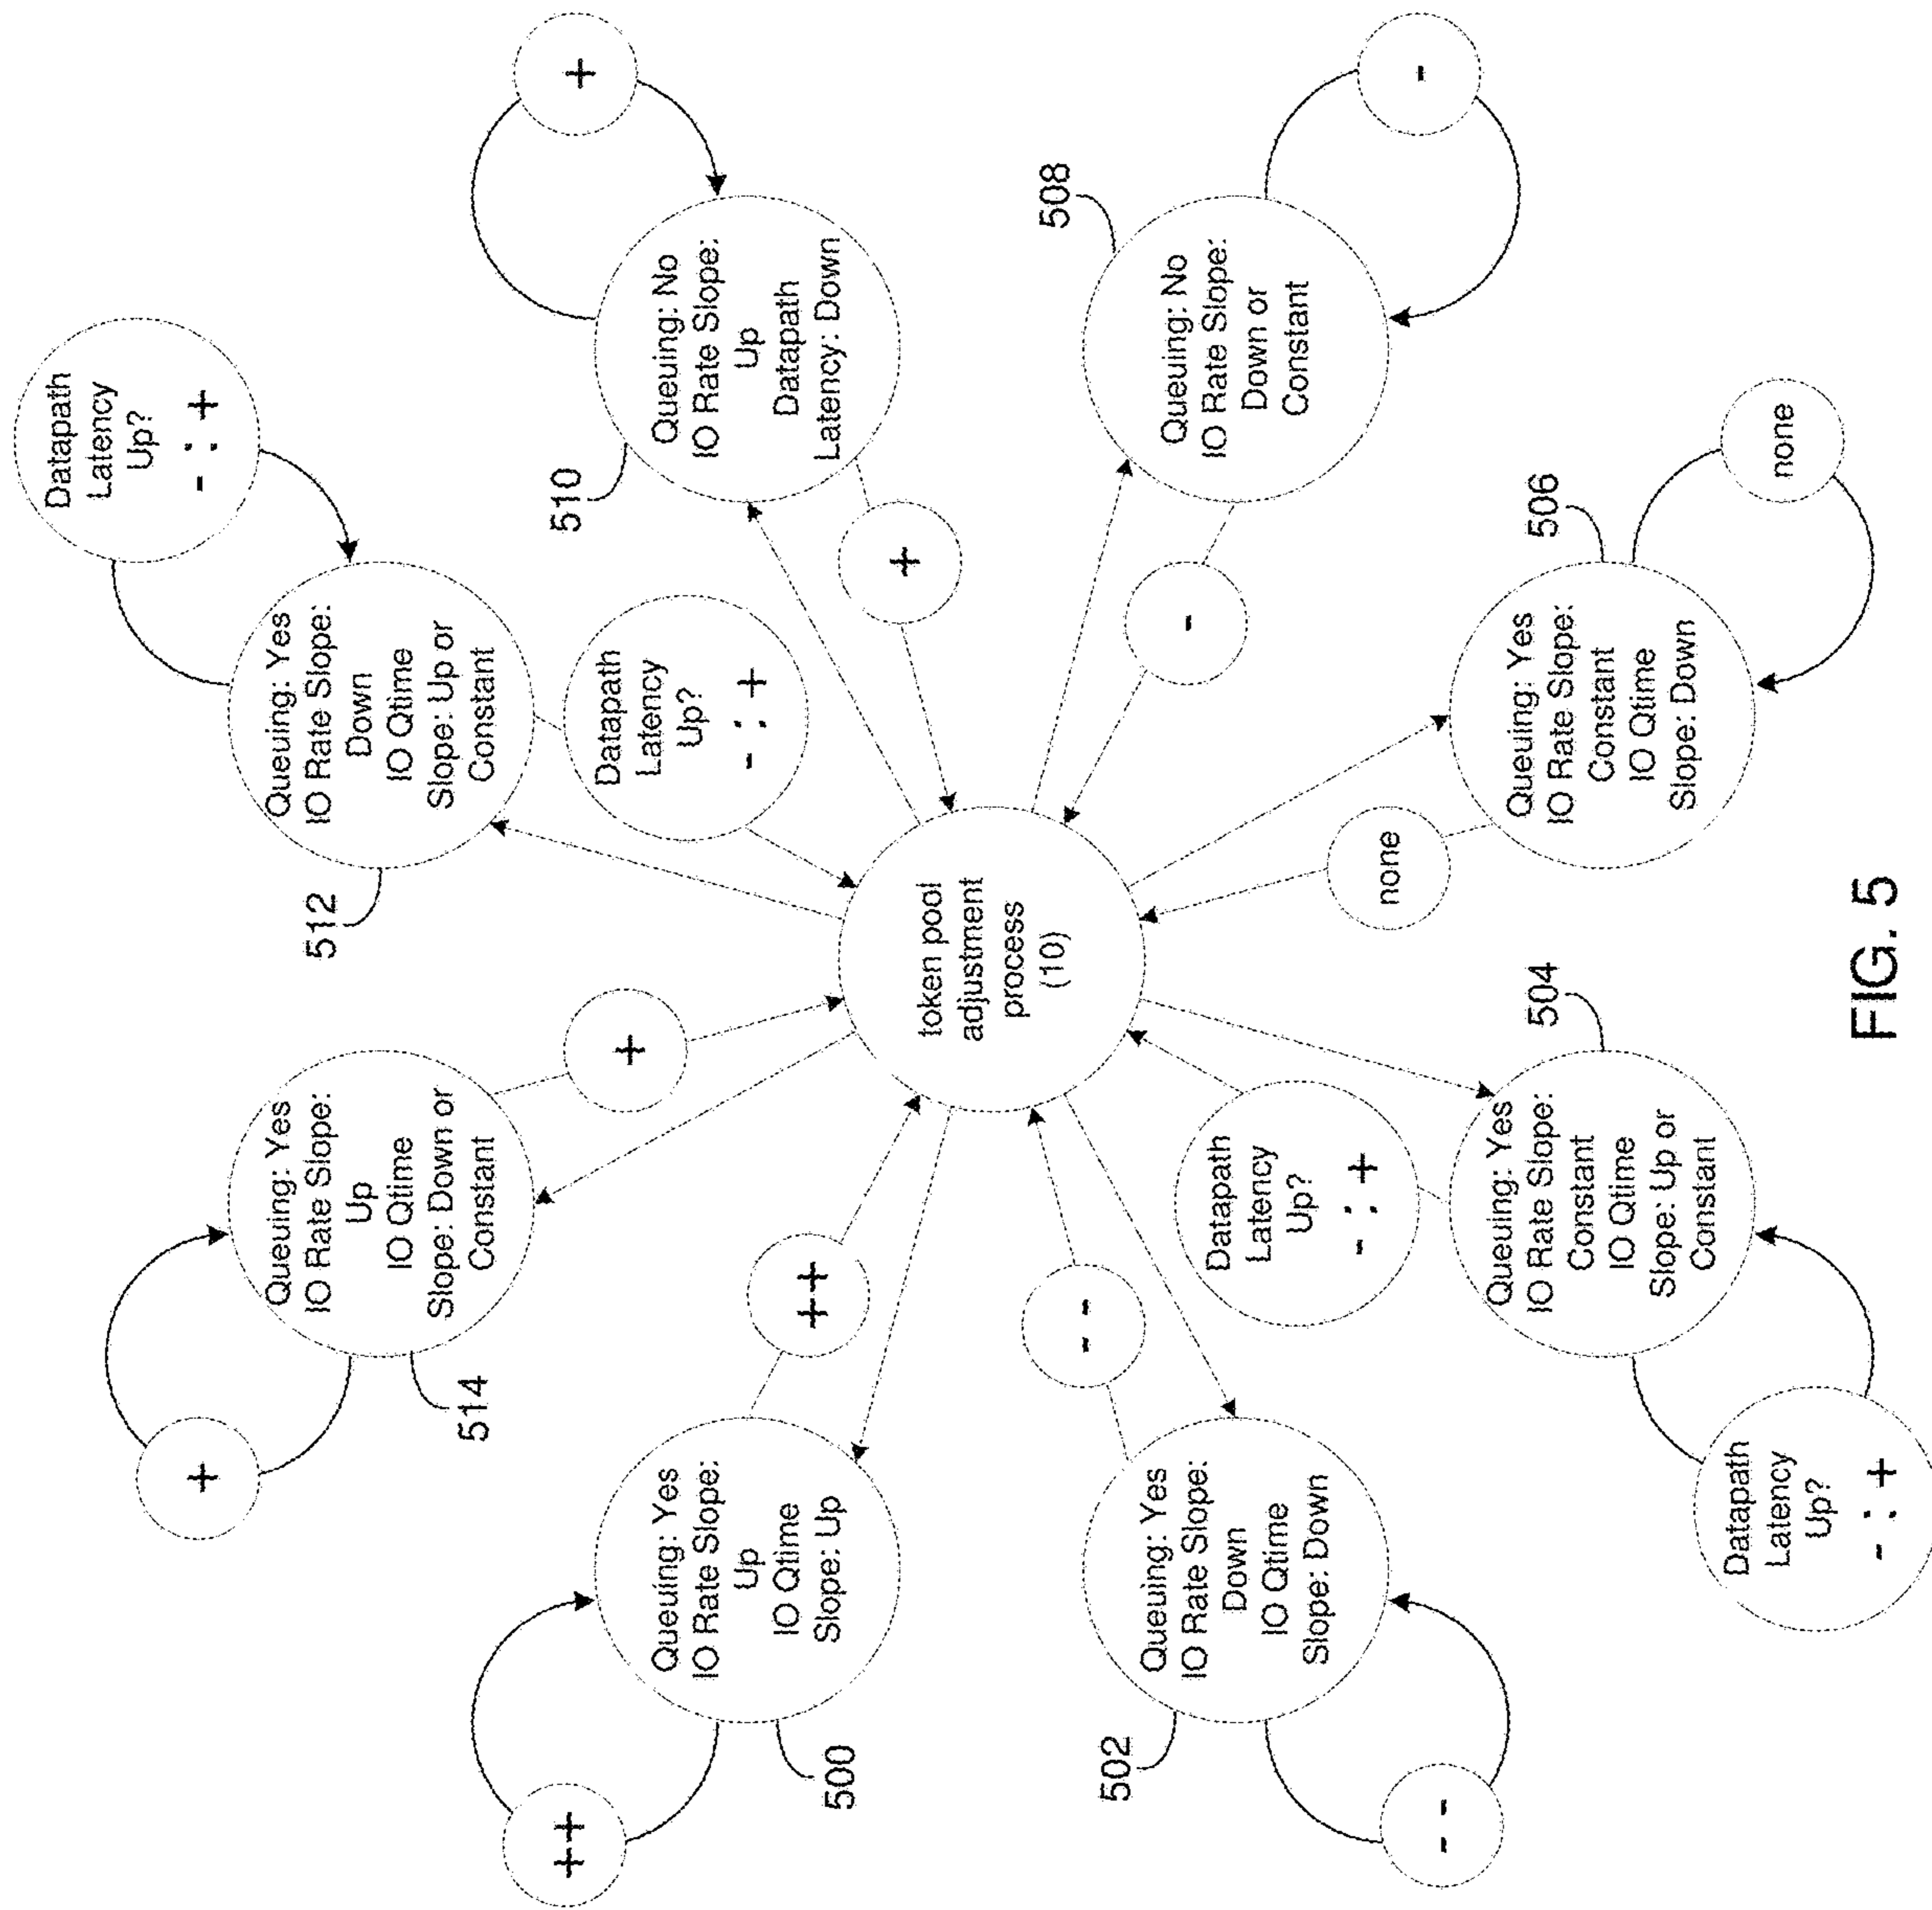 ++
Queuing: Yes
IO Rate Slope:
Up
IO Qtime
Slope: Up
500
++
+
Queuing: Yes
IO Rate Slope:
Up
IO Qtime
Slope: Down or
Constant
514
+
Queuing: Yes
IO Rate Slope:
Down
IO Qtime
Slope: Up or
Constant
512
Datapath
Latency
Up?
- : +
Datapath
Latency
Up?
- : +
Queuing: No
IO Rate Slope:
Up
Datapath
Latency: Down
510
+
+
token pool
adjustment
process
(10)
- -
Queuing: Yes
IO Rate Slope:
Down
IO Qtime
Slope: Down
502
- -
Datapath
Latency
Up?
- : +
Queuing: Yes
IO Rate Slope:
Constant
IO Qtime
Slope: Up or
Constant
504
Datapath
Latency
Up?
- : +
none
Queuing: Yes
IO Rate Slope:
Constant
IO Qtime
Slope: Down
506
none
-
Queuing: No
IO Rate Slope:
Down or
Constant
508
-
FIG. 5